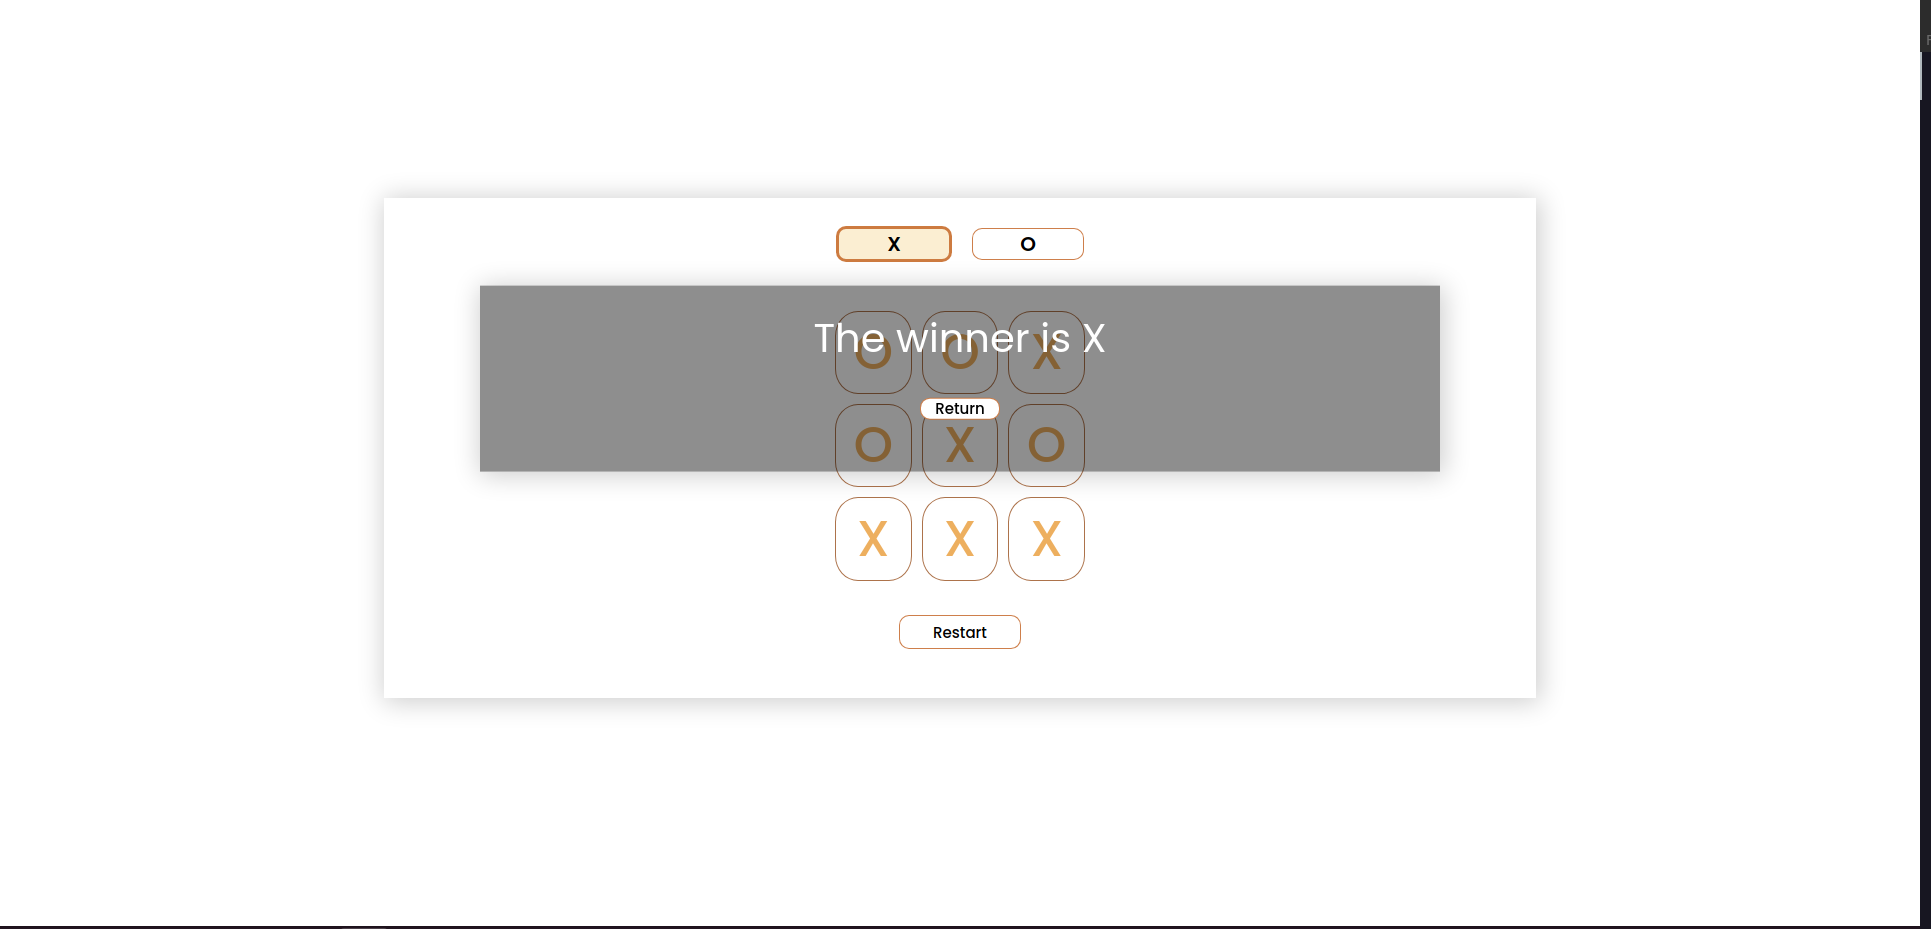 X O
The winner is X
O O X
Return
O X O
X X X
Restart